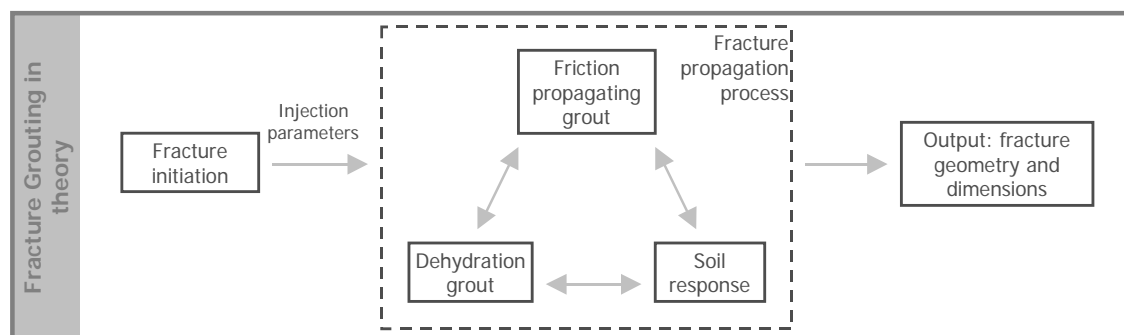 Fracture Grouting in
theory
Fracture
initiation
Injection
parameters
Fracture
propagation
process
Friction
propagating
grout
Dehydration
grout
Soil
response
Output: fracture
geometry and
dimensions